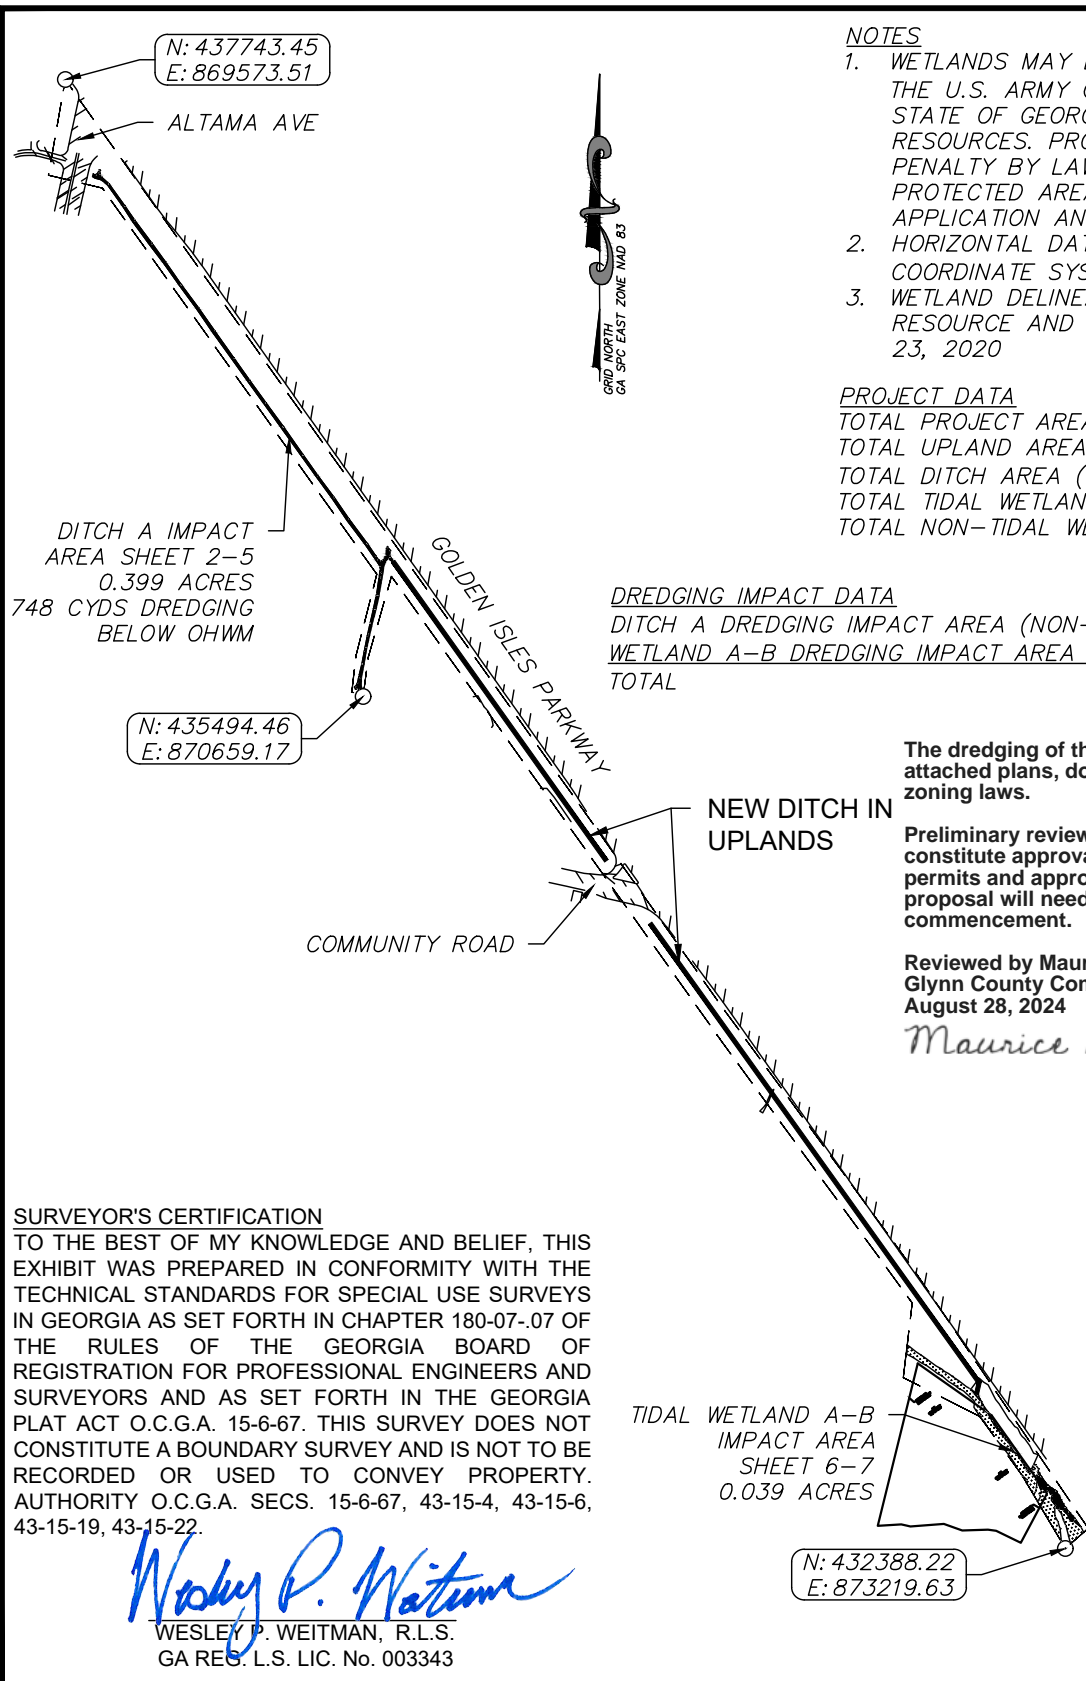 N: 437743.45
E: 869573.51
ALTAMA AVE
GRID NORTH
GA SPC EAST ZONE NAD 83
NOTES
1. WETLANDS MAY
THE U.S. ARMY
STATE OF GEORG
RESOURCES. PRO
PENALTY BY LAW
PROTECTED AREA
APPLICATION AN
2. HORIZONTAL DAT
COORDINATE SYS
3. WETLAND DELINE
RESOURCE AND
23, 2020
PROJECT DATA
TOTAL PROJECT AREA
TOTAL UPLAND AREA
TOTAL DITCH AREA (
TOTAL TIDAL WETLAN
TOTAL NON-TIDAL WE
DITCH A IMPACT
AREA SHEET 2-5
0.399 ACRES
748 CYDS DREDGING
BELOW OHWM
GOLDEN ISLES PARKWAY
DREDGING IMPACT DATA
DITCH A DREDGING IMPACT AREA (NON-
WETLAND A-B DREDGING IMPACT AREA
TOTAL
N: 435494.46
E: 870659.17
The dredging of th
attached plans, do
zoning laws.
Preliminary review
constitute approva
permits and appro
proposal will need
commencement.
Reviewed by Maur
Glynn County Con
August 28, 2024
Maurice
NEW DITCH IN
UPLANDS
COMMUNITY ROAD
SURVEYOR'S CERTIFICATION
TO THE BEST OF MY KNOWLEDGE AND BELIEF, THIS
EXHIBIT WAS PREPARED IN CONFORMITY WITH THE
TECHNICAL STANDARDS FOR SPECIAL USE SURVEYS
IN GEORGIA AS SET FORTH IN CHAPTER 180-07-.07 OF
THE RULES OF THE GEORGIA BOARD OF
REGISTRATION FOR PROFESSIONAL ENGINEERS AND
SURVEYORS AND AS SET FORTH IN THE GEORGIA
PLAT ACT O.C.G.A. 15-6-67. THIS SURVEY DOES NOT
CONSTITUTE A BOUNDARY SURVEY AND IS NOT TO BE
RECORDED OR USED TO CONVEY PROPERTY.
AUTHORITY O.C.G.A. SECS. 15-6-67, 43-15-4, 43-15-6,
43-15-19, 43-15-22.
Wesley P. Weitman
WESLEY P. WEITMAN, R.L.S.
GA REG. L.S. LIC. No. 003343
TIDAL WETLAND A-B
IMPACT AREA
SHEET 6-7
0.039 ACRES
N: 432388.22
E: 873219.63